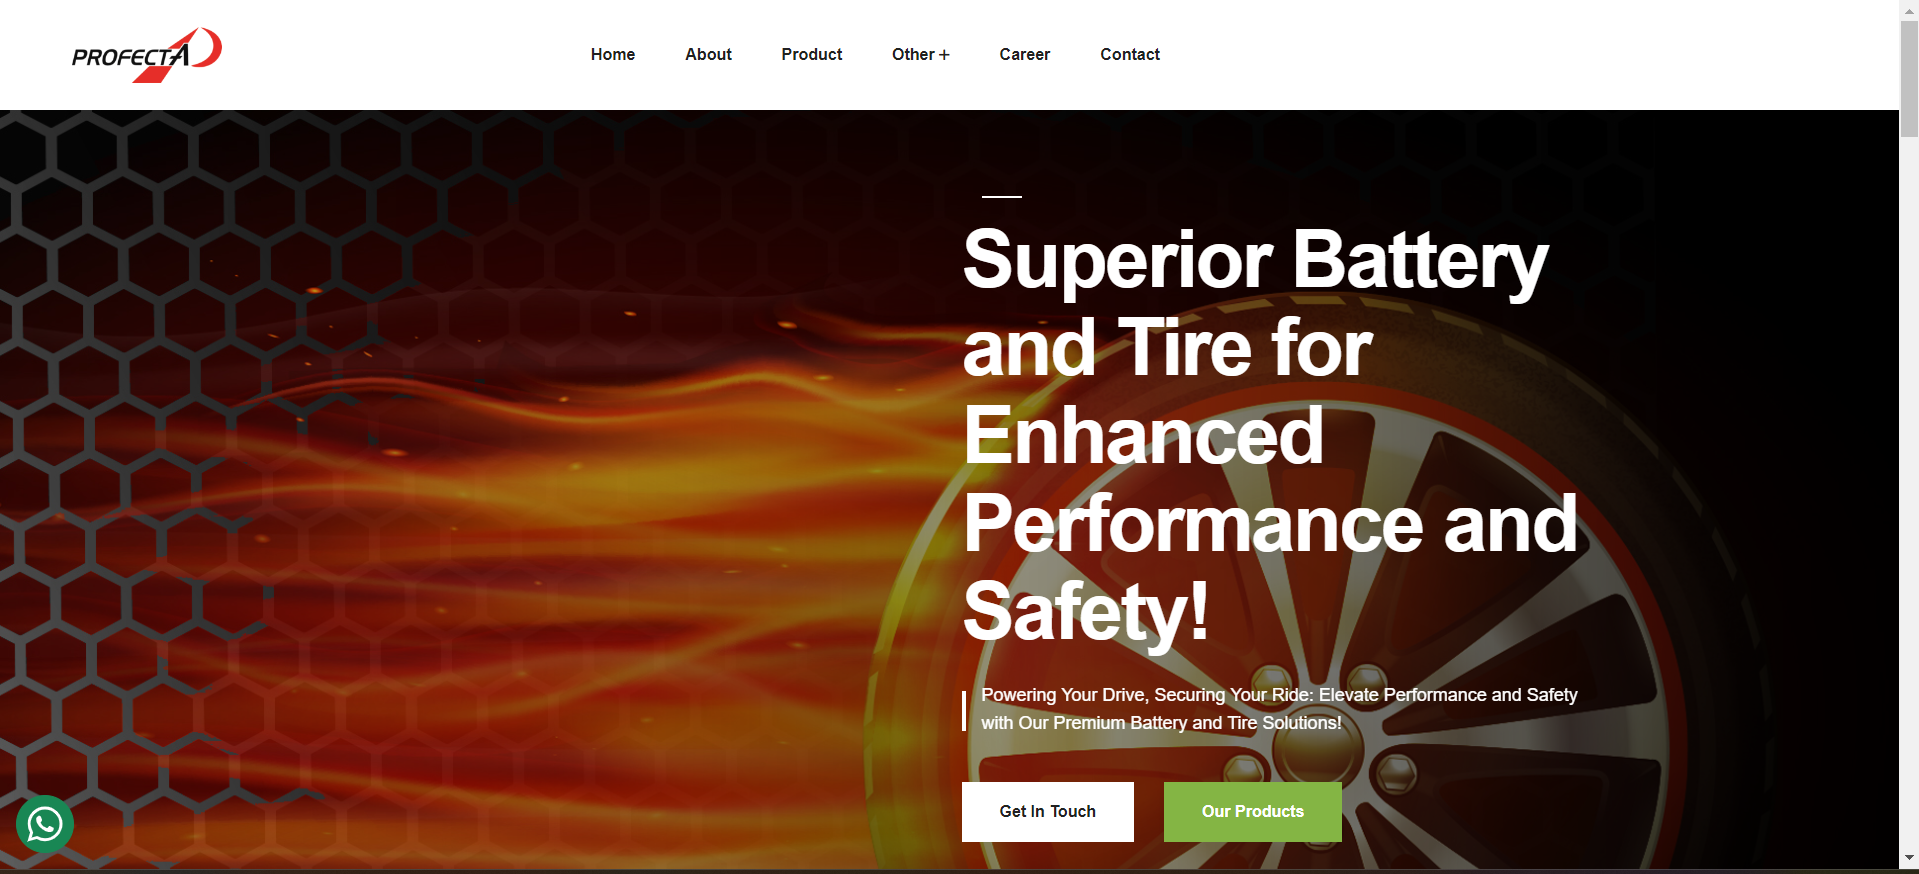 PROFECTA
Home
About
Product
Other +
Career
Contact
Superior Battery
and Tire for
Enhanced
Performance and
Safety!
Powering Your Drive, Securing Your Ride: Elevate Performance and Safety
with Our Premium Battery and Tire Solutions!
Get In Touch
Our Products